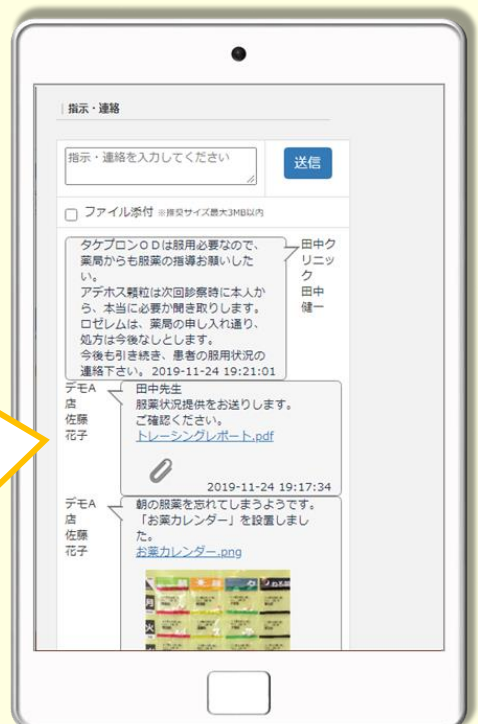 指示・連絡
指示・連絡を入力してください
送信
ファイル添付 ※推奨サイズ最大3MB以内
タケプロンＯＤは服用必要なので、
薬局からも服薬の指導お願いした
い。
アデホス顆粒は次回診察時に本人か
ら、本当に必要か聞き取りします。
ロゼレムは、薬局の申し入れ通り、
処方は今後なしとします。
今後も引き続き、患者の服用状況の
連絡下さい。2019-11-24 19:21:01
田中ク
リニッ
ク
田中
健一
デモA
店
佐藤
花子
田中先生
服薬状況提供をお送りします。
ご確認ください。
トレーシングレポート.pdf
2019-11-24 19:17:34
デモA
店
佐藤
花子
朝の服薬を忘れてしまうようです。
「お薬カレンダー」を設置しまし
た。
お薬カレンダー.png
月
火